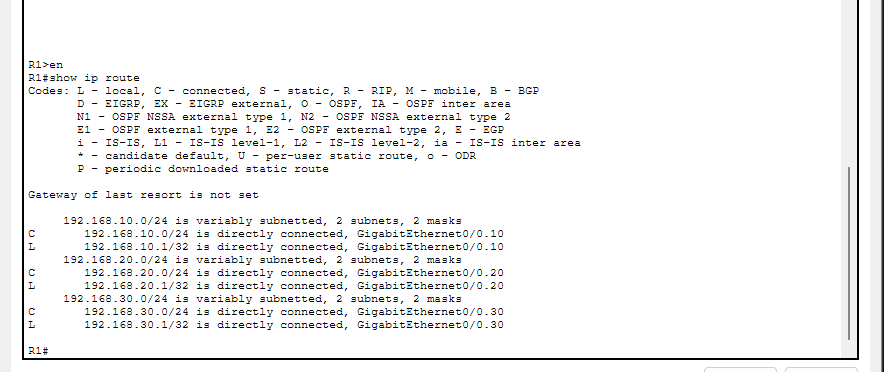 R1>en
R1#show ip route
Codes: L - local, C - connected, S - static, R - RIP, M - mobile, B - BGP
D - EIGRP, EX - EIGRP external, O - OSPF, IA - OSPF inter area
N1 - OSPF NSSA external type 1, N2 - OSPF NSSA external type 2
E1 - OSPF external type 1, E2 - OSPF external type 2, E - EGP
i - IS-IS, L1 - IS-IS level-1, L2 - IS-IS level-2, ia - IS-IS inter area
* - candidate default, U - per-user static route, o - ODR
P - periodic downloaded static route
Gateway of last resort is not set
192.168.10.0/24 is variably subnetted, 2 subnets, 2 masks
C 192.168.10.0/24 is directly connected, GigabitEthernet0/0.10
L 192.168.10.1/32 is directly connected, GigabitEthernet0/0.10
192.168.20.0/24 is variably subnetted, 2 subnets, 2 masks
C 192.168.20.0/24 is directly connected, GigabitEthernet0/0.20
L 192.168.20.1/32 is directly connected, GigabitEthernet0/0.20
192.168.30.0/24 is variably subnetted, 2 subnets, 2 masks
C 192.168.30.0/24 is directly connected, GigabitEthernet0/0.30
L 192.168.30.1/32 is directly connected, GigabitEthernet0/0.30
R1#